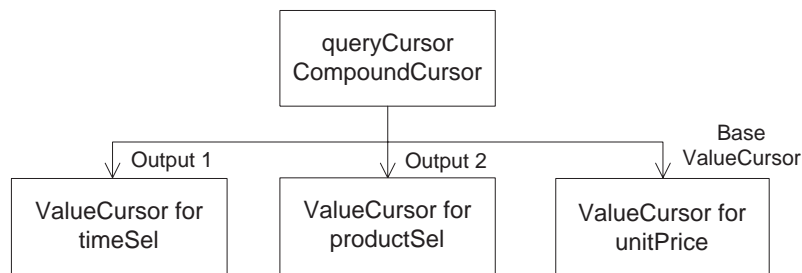 queryCursor
CompoundCursor
Output 1
Output 2
Base
ValueCursor
ValueCursor for
timeSel
ValueCursor for
productSel
ValueCursor for
unitPrice